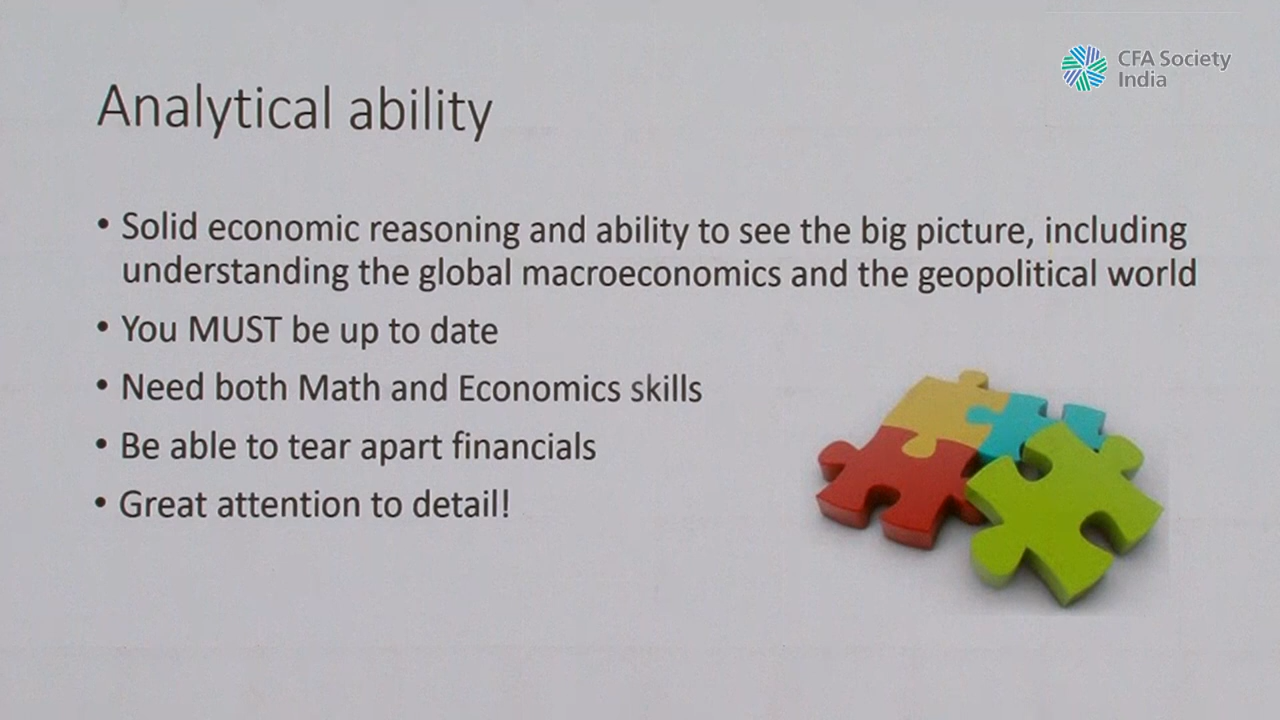 CFA Society
India
Analytical ability
• Solid economic reasoning and ability to see the big picture, including
understanding the global macroeconomics and the geopolitical world
• You MUST be up to date
• Need both Math and Economics skills
• Be able to tear apart financials
• Great attention to detail!